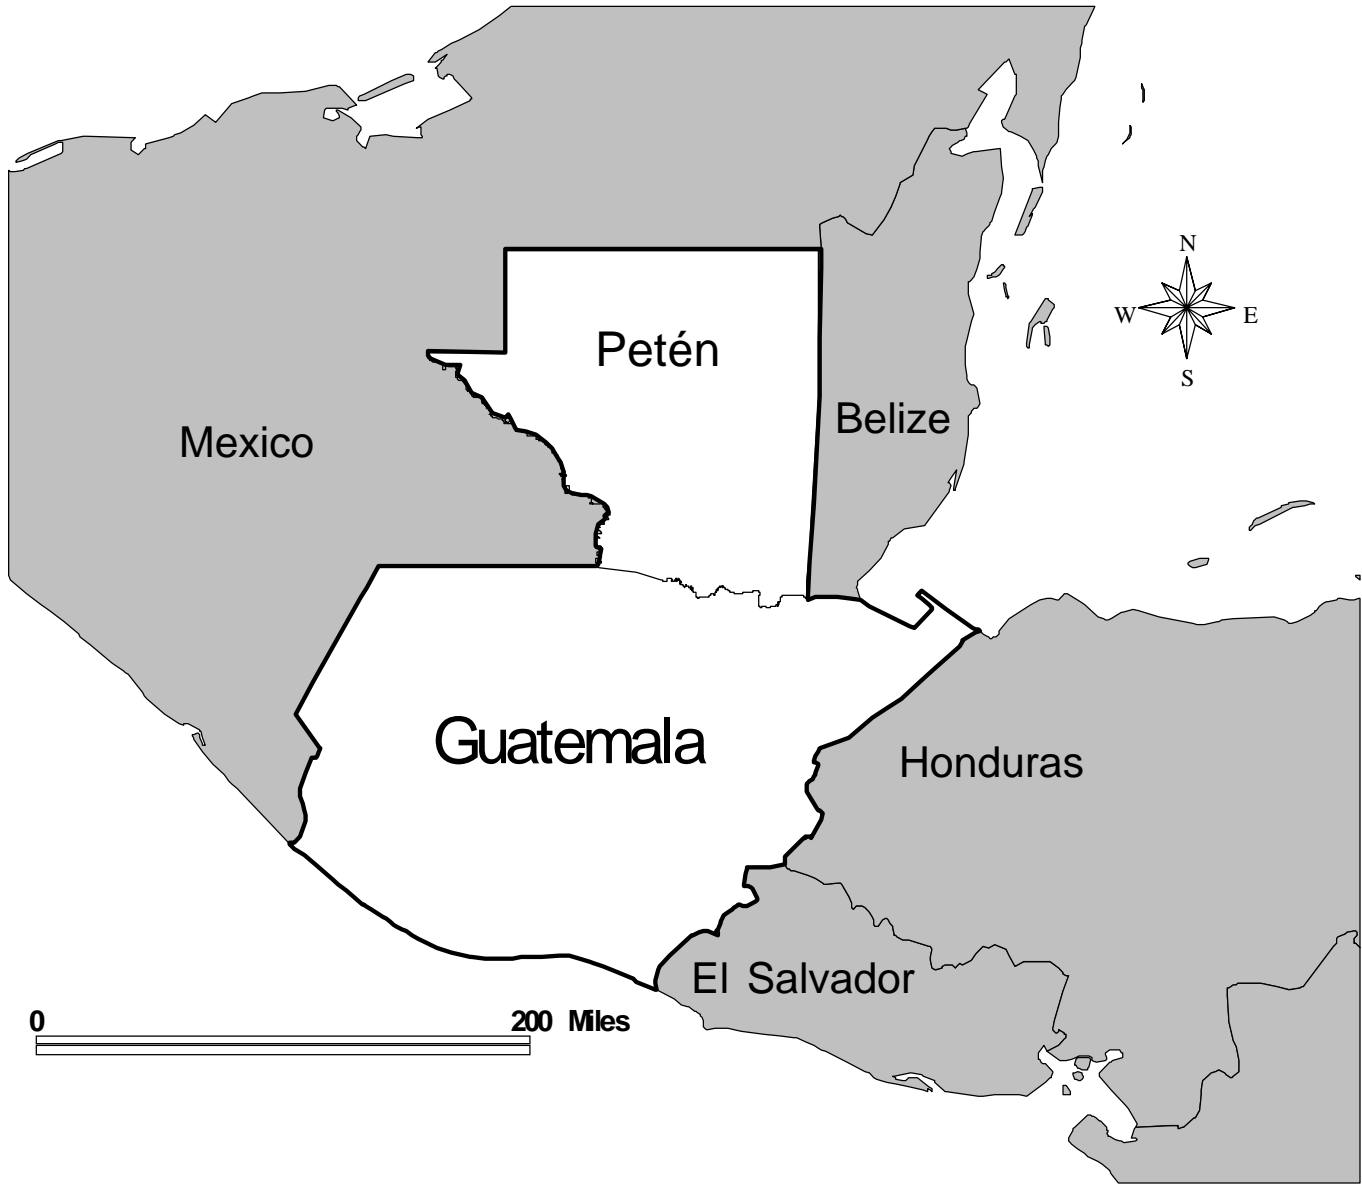 N
W E
S
Petén
Belize
Mexico
Guatemala
Honduras
El Salvador
0 200 Miles